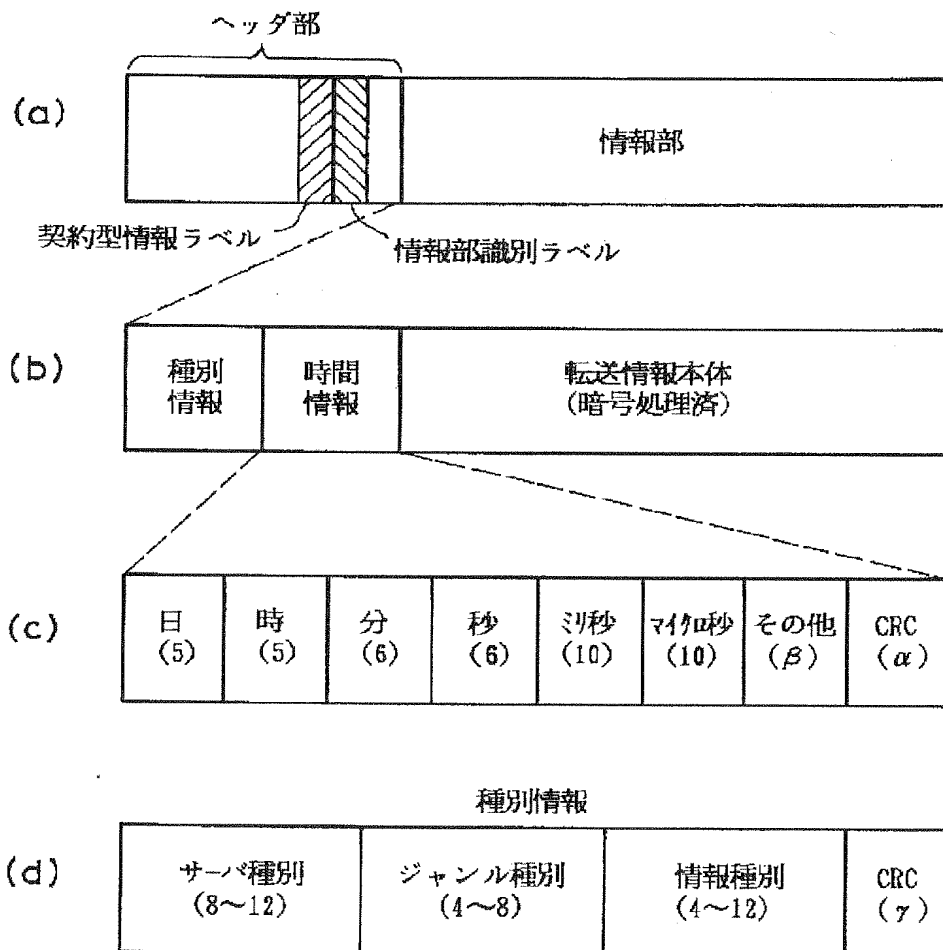 ヘッダ部
(a)
情報部
契約型情報ラベル
情報部識別ラベル
(b)
種別
情報
時間
情報
転送情報本体
(暗号処理済)
(c)
日
(5)
時
(5)
分
(6)
秒
(6)
ミリ秒
(10)
マイクロ秒
(10)
その他
(β)
CRC
(α)
種別情報
(d)
サーバ種別
(8〜12)
ジャンル種別
(4〜8)
情報種別
(4〜12)
CRC
(γ)